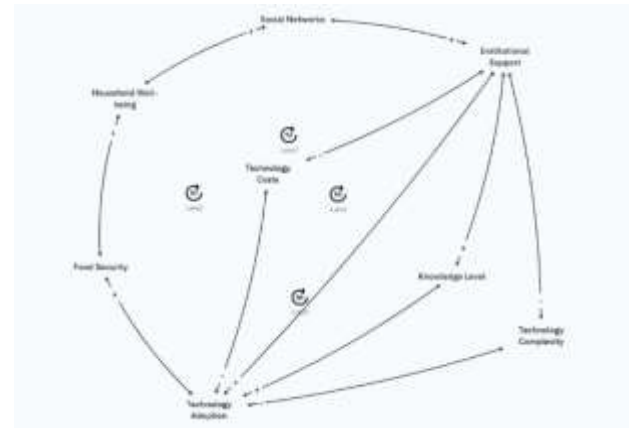 Social Networks
Institutional
Support
Household Well-
being
Technology
Costs
Food Security
Knowledge Level
Technology
Complexity
Technology
Adoption